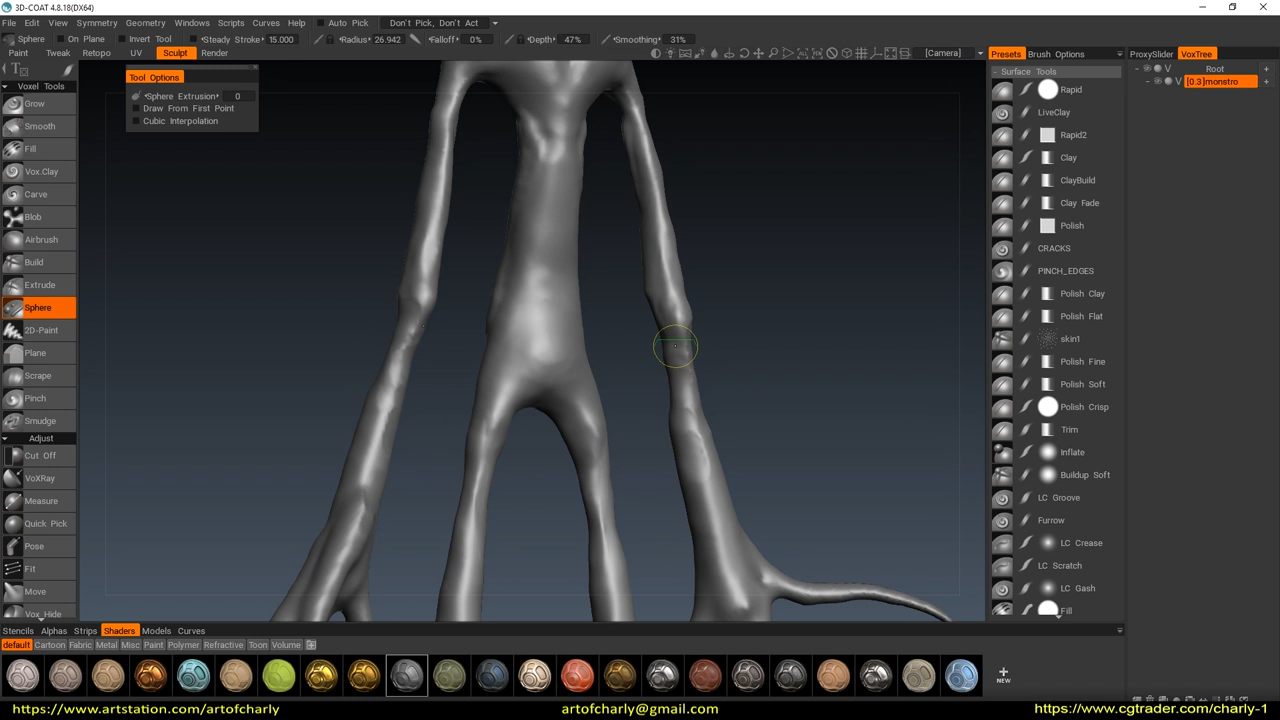 3D-COAT 4.8.18(DX64)
File Edit View Symmetry Geometry Windows Scripts Curves Help Auto Pick Don't Pick, Don't Act
Sphere On Plane Invert Tool Steady Stroke 15.000 Radius 26.942 Falloff 0% Depth 47% Smoothing 31%
Paint Tweak Retopo UV Sculpt Render [Camera] Presets Brush Options ProxySlider VoxTree
Voxel Tools
Grow
Smooth
Fill
Vox.Clay
Carve
Blob
Airbrush
Build
Extrude
Sphere
2D-Paint
Plane
Scrape
Pinch
Smudge
Adjust
Cut Off
VoXRay
Measure
Quick Pick
Pose
Fit
Move
Vox Hide
Tool Options
Sphere Extrusion 0
Draw From First Point
Cubic Interpolation
Surface Tools
Rapid
LiveClay
Rapid2
Clay
ClayBuild
Clay Fade
Polish
CRACKS
PINCH_EDGES
Polish Clay
Polish Flat
skin1
Polish Fine
Polish Soft
Polish Crisp
Trim
Inflate
Buildup Soft
LC Groove
Furrow
LC Crease
LC Scratch
LC Gash
Fill
V Root +
V [0.3]monstro +
Stencils Alphas Strips Shaders Models Curves
default Cartoon Fabric Metal Misc Paint Polymer Refractive Toon Volume
NEW
https://www.artstation.com/artofcharly artofcharly@gmail.com https://www.cgtrader.com/charly-1